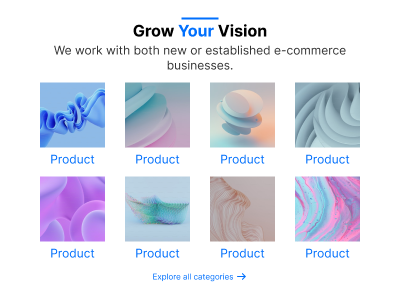 Grow Your Vision
We work with both new or established e-commerce
businesses.
Product Product Product Product
Product Product Product Product
Explore all categories →